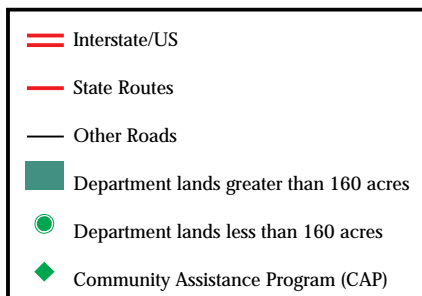 Interstate/US
State Routes
Other Roads
Department lands greater than 160 acres
Department lands less than 160 acres
Community Assistance Program (CAP)